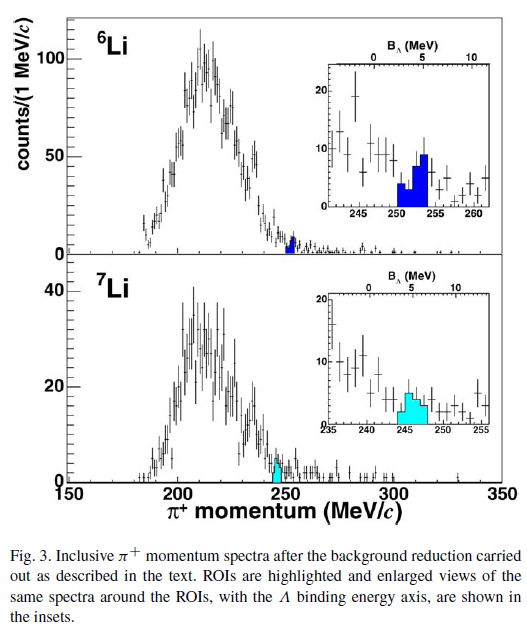 ⁶Li
counts/(1 MeV/c)
100
50
0
B_Λ (MeV)
0 5 10
20
10
0
245 250 255 260
⁷Li
40
20
0
B_Λ (MeV)
0 5 10
20
10
0
235 240 245 250 255
150 200 250 300 350
π⁺ momentum (MeV/c)
Fig. 3. Inclusive π⁺ momentum spectra after the background reduction carried
out as described in the text. ROIs are highlighted and enlarged views of the
same spectra around the ROIs, with the Λ binding energy axis, are shown in
the insets.